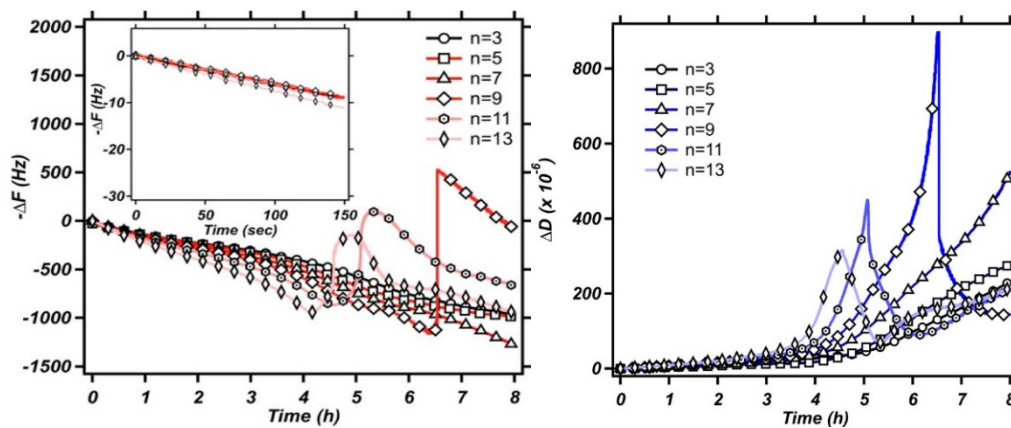 2000
1500
1000
500
0
-500
-1000
-1500
-ΔF (Hz)
0
-10
-20
-30
-ΔF (Hz)
0 50 100 150
Time (sec)
n=3
n=5
n=7
n=9
n=11
n=13
0 1 2 3 4 5 6 7 8
Time (h)
800
600
400
200
0
ΔD (x 10-6)
n=3
n=5
n=7
n=9
n=11
n=13
0 1 2 3 4 5 6 7 8
Time (h)